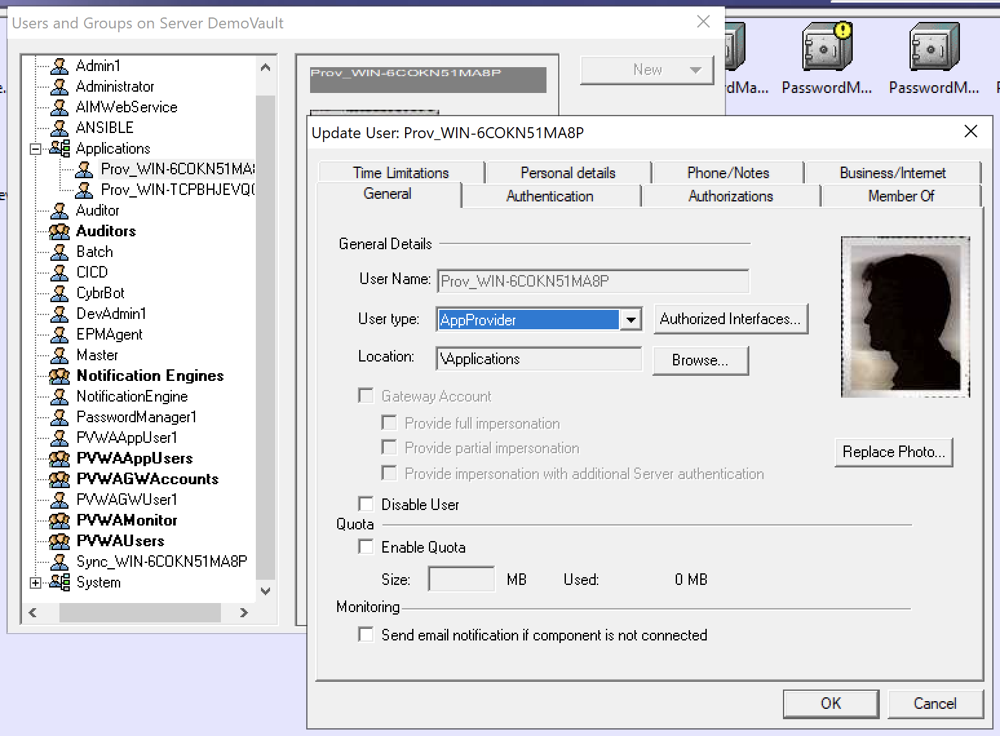 Users and Groups on Server DemoVault
Admin1
Administrator
AIMWebService
ANSIBLE
Applications
Prov_WIN-6COKN51MA
Prov_WIN-TCPBHJEVQ
Auditor
Auditors
Batch
CICD
CybrBot
DevAdmin1
EPMAgent
Master
Notification Engines
NotificationEngine
PasswordManager1
PVWAAppUser1
PVWAAppUsers
PVWAGWAccounts
PVWAGWUser1
PVWAMonitor
PVWAUsers
Sync_WIN-6COKN51MA8P
System
Prov_WIN-6COKN51MA8P
New
rdMa...
PasswordM...
PasswordM...
Update User: Prov_WIN-6COKN51MA8P
Time Limitations
Personal details
Phone/Notes
Business/Internet
General
Authentication
Authorizations
Member Of
General Details
User Name: Prov_WIN-6COKN51MA8P
User type: AppProvider
Authorized Interfaces...
Location: \Applications
Browse...
Gateway Account
Provide full impersonation
Provide partial impersonation
Provide impersonation with additional Server authentication
Replace Photo...
Disable User
Quota
Enable Quota
Size: MB Used: 0 MB
Monitoring
Send email notification if component is not connected
OK
Cancel